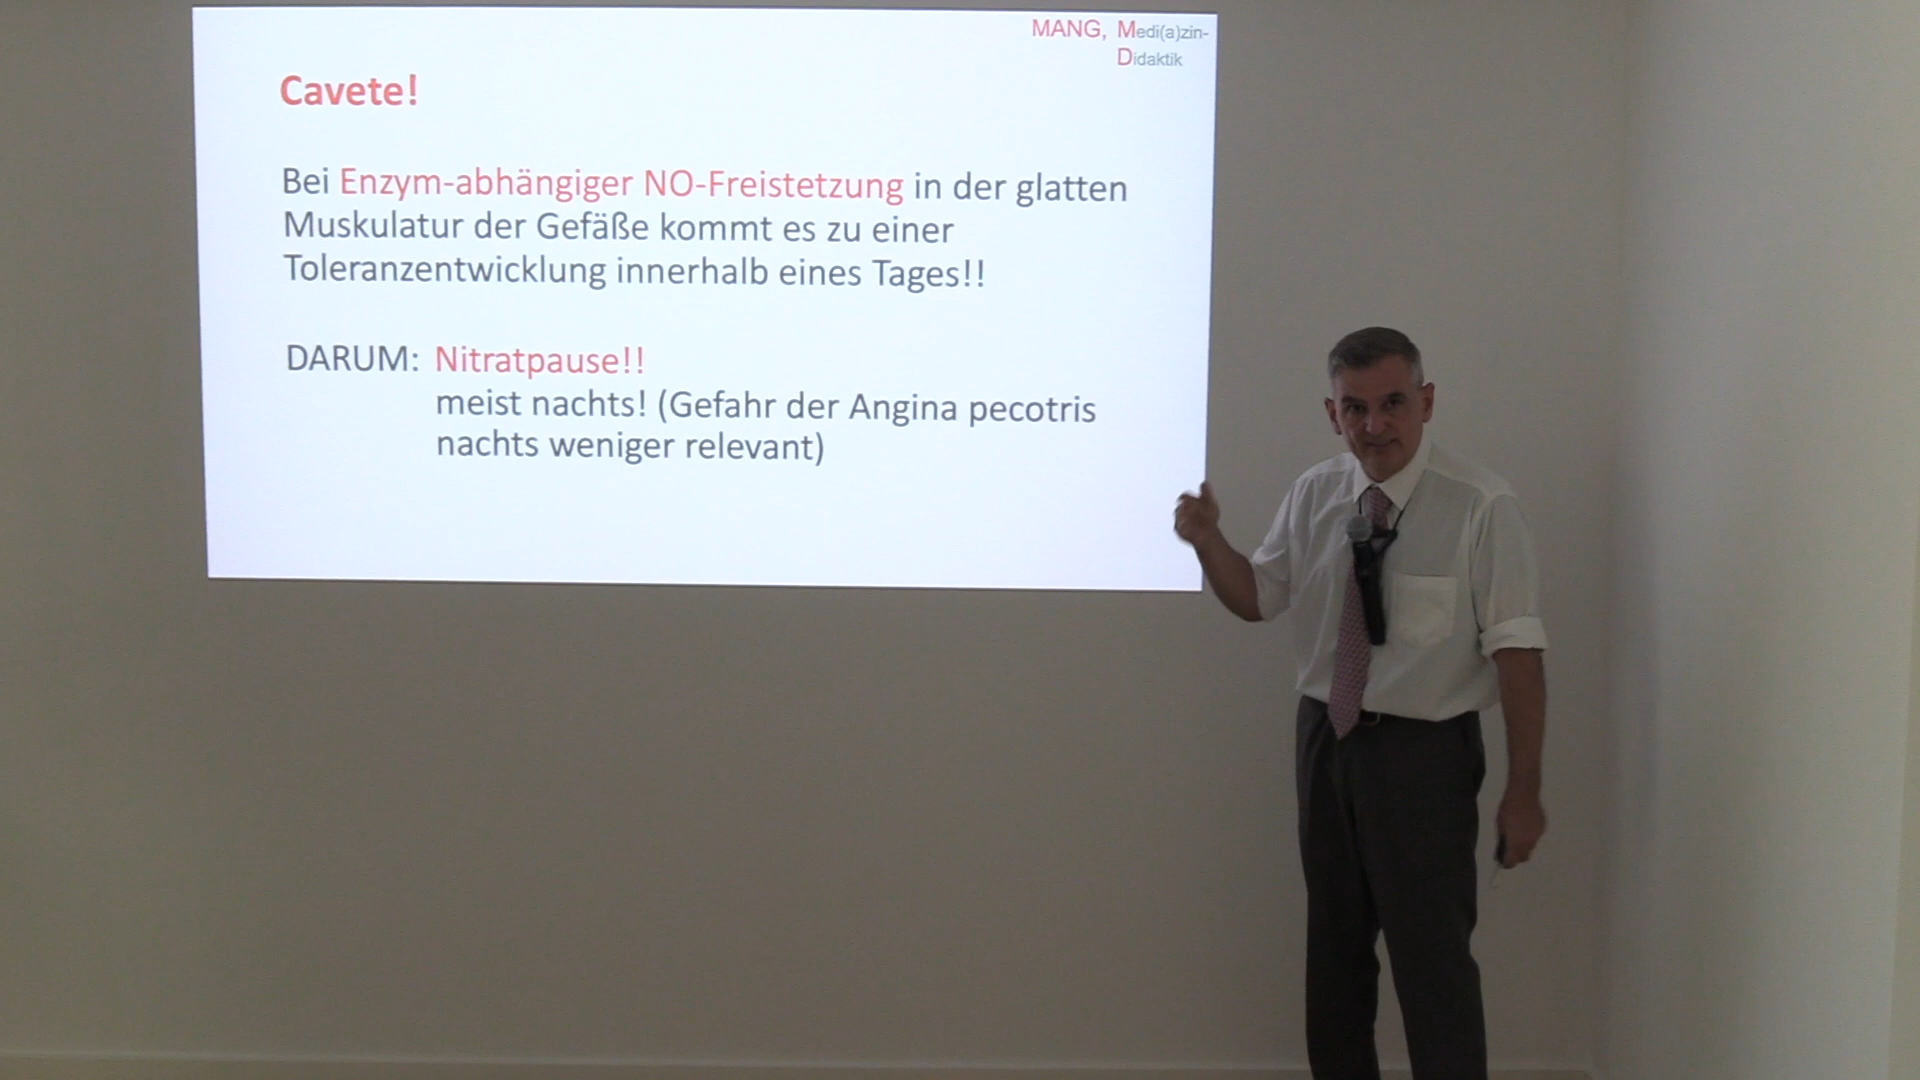 MANG, Medi(a)zin-
Didaktik
Cavete!
Bei Enzym-abhängiger NO-Freistetzung in der glatten
Muskulatur der Gefäße kommt es zu einer
Toleranzentwicklung innerhalb eines Tages!!
DARUM: Nitratpause!!
meist nachts! (Gefahr der Angina pecotris
nachts weniger relevant)